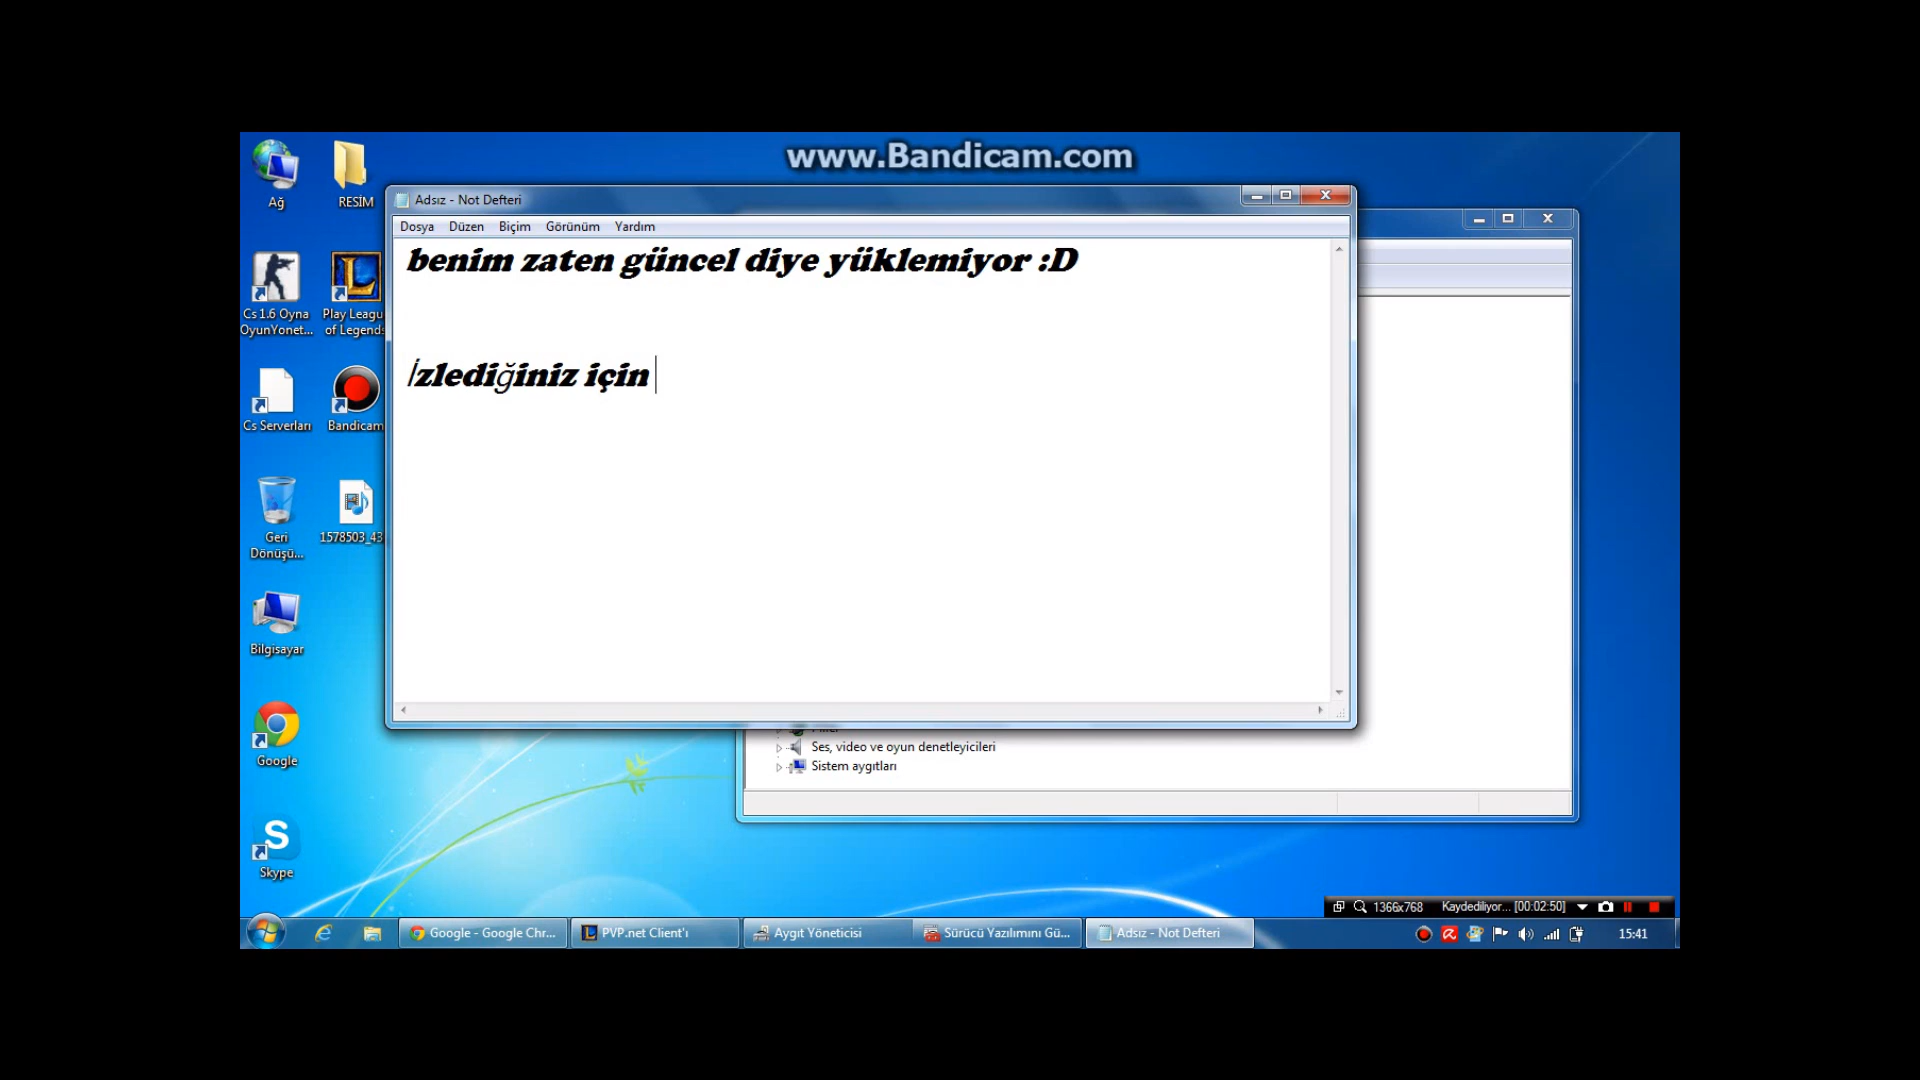 www.Bandicam.com
Ağ
RESİM
Adsız - Not Defteri
Dosya Düzen Biçim Görünüm Yardım
benim zaten güncel diye yüklemiyor :D
İzlediğiniz için
Cs 1.6 Oyna
OyunYonet...
Play Leagu
of Legends
Cs Serverları
Bandicam
Geri
Dönüşü...
1578503_43
Bilgisayar
Google
Skype
Ses, video ve oyun denetleyicileri
Sistem aygıtları
1366x768 Kaydediliyor... [00:02:50]
Google - Google Chr...
PVP.net Client'ı
Aygıt Yöneticisi
Sürücü Yazılımını Gü...
Adsız - Not Defteri
15:41